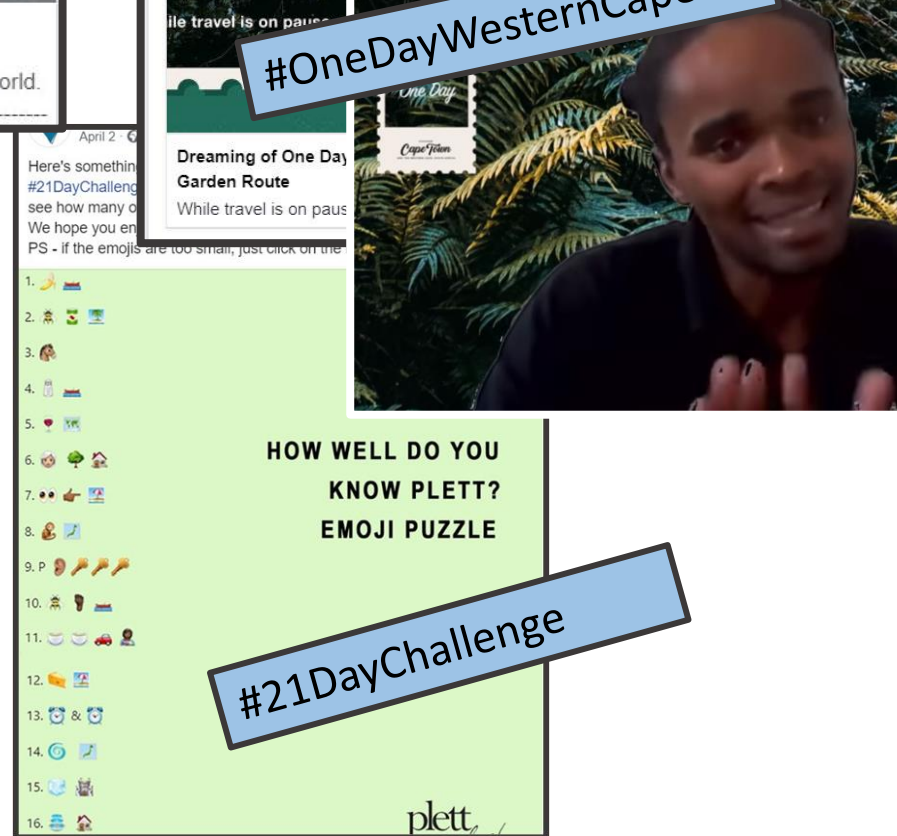 ile travel is on pause
#OneDayWesternCape
orld.
One Day
Cape Town
April 2 ·
Here's somethin
#21DayChalleng
see how many o
We hope you en
PS - if the emojis are too small, just click on the
Dreaming of One Day
Garden Route
While travel is on paus
1. 🍌 🚣
2.
3. 🐴
4. 🧂 🚣
5. 🍷 🗺️
6. 👵 🌳 🏠
7. 👀 👉 🏖️
8. 🗾
9. P 👂 🔑 🔑 🔑
10. 🐝 🦶 🚣
11. 🚗
12. 🧀 🏖️
13. ⏰ & ⏰
14. 🌀 🗾
15. 🧊
16. 🏠
HOW WELL DO YOU
KNOW PLETT?
EMOJI PUZZLE
#21DayChallenge
plett